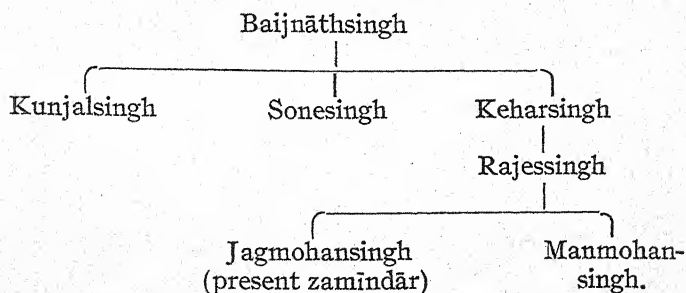 Baijnāthsingh
Kunjalsingh Sonesingh Keharsingh
Rajessingh
Jagmohansingh Manmohan-
(present zamīndār) singh.